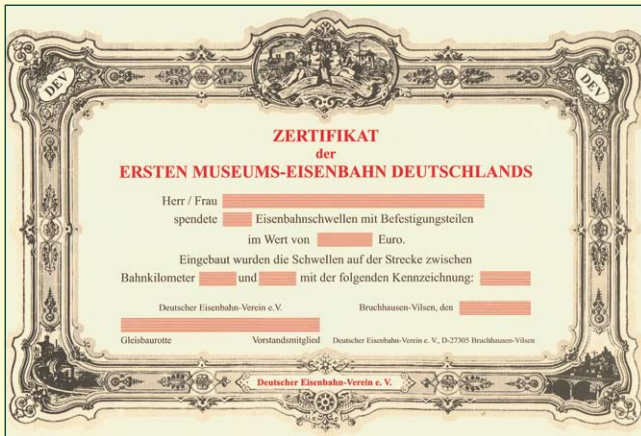 DEV
DEV
ZERTIFIKAT
der
ERSTEN MUSEUMS-EISENBAHN DEUTSCHLANDS
Herr / Frau
spendete Eisenbahnschwellen mit Befestigungsteilen
im Wert von Euro.
Eingebaut wurden die Schwellen auf der Strecke zwischen
Bahnkilometer und mit der folgenden Kennzeichnung:
Deutscher Eisenbahn-Verein e.V. Bruchhausen-Vilsen, den
Gleisbaurotte Vorstandsmitglied Deutscher Eisenbahn-Verein e. V., D-27305 Bruchhausen-Vilsen
Deutscher Eisenbahn-Verein e. V.